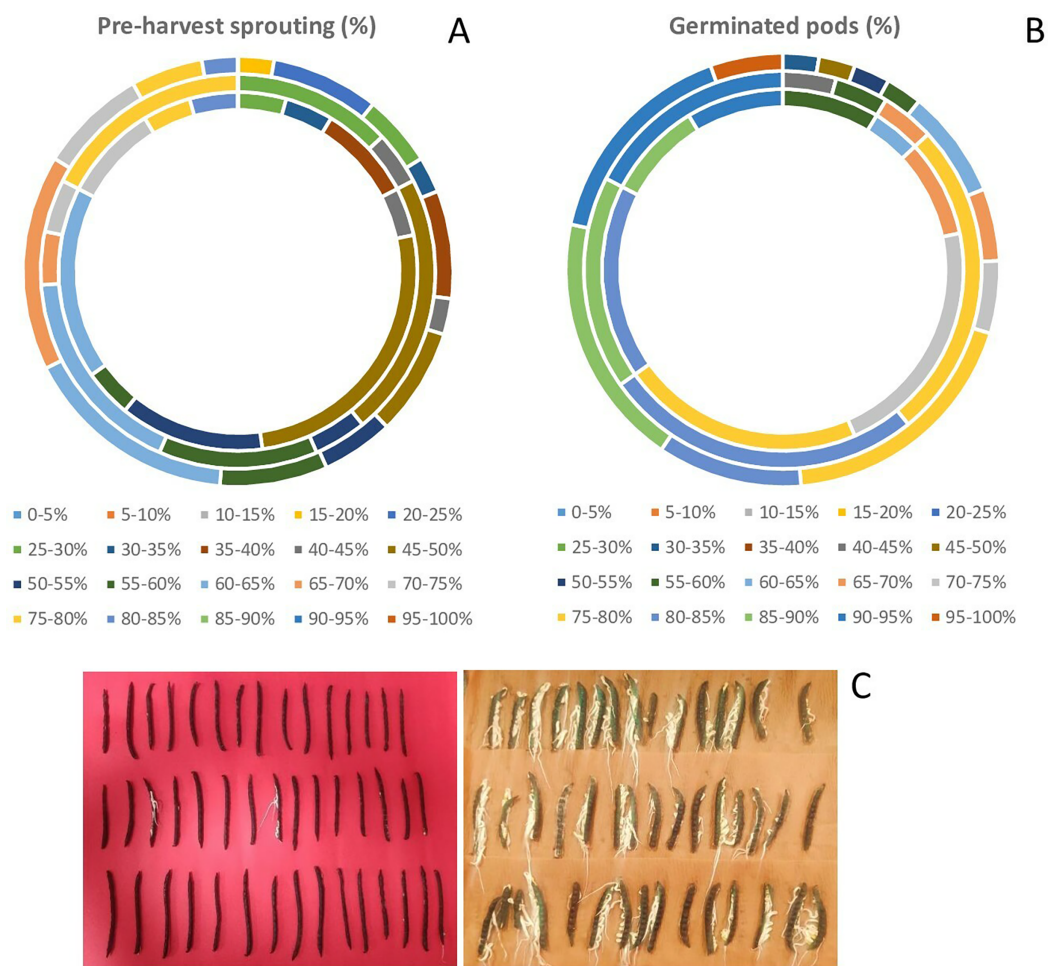 Pre-harvest sprouting (%)
A
0-5% 5-10% 10-15% 15-20% 20-25%
25-30% 30-35% 35-40% 40-45% 45-50%
50-55% 55-60% 60-65% 65-70% 70-75%
75-80% 80-85% 85-90% 90-95% 95-100%
Germinated pods (%)
B
0-5% 5-10% 10-15% 15-20% 20-25%
25-30% 30-35% 35-40% 40-45% 45-50%
50-55% 55-60% 60-65% 65-70% 70-75%
75-80% 80-85% 85-90% 90-95% 95-100%
C